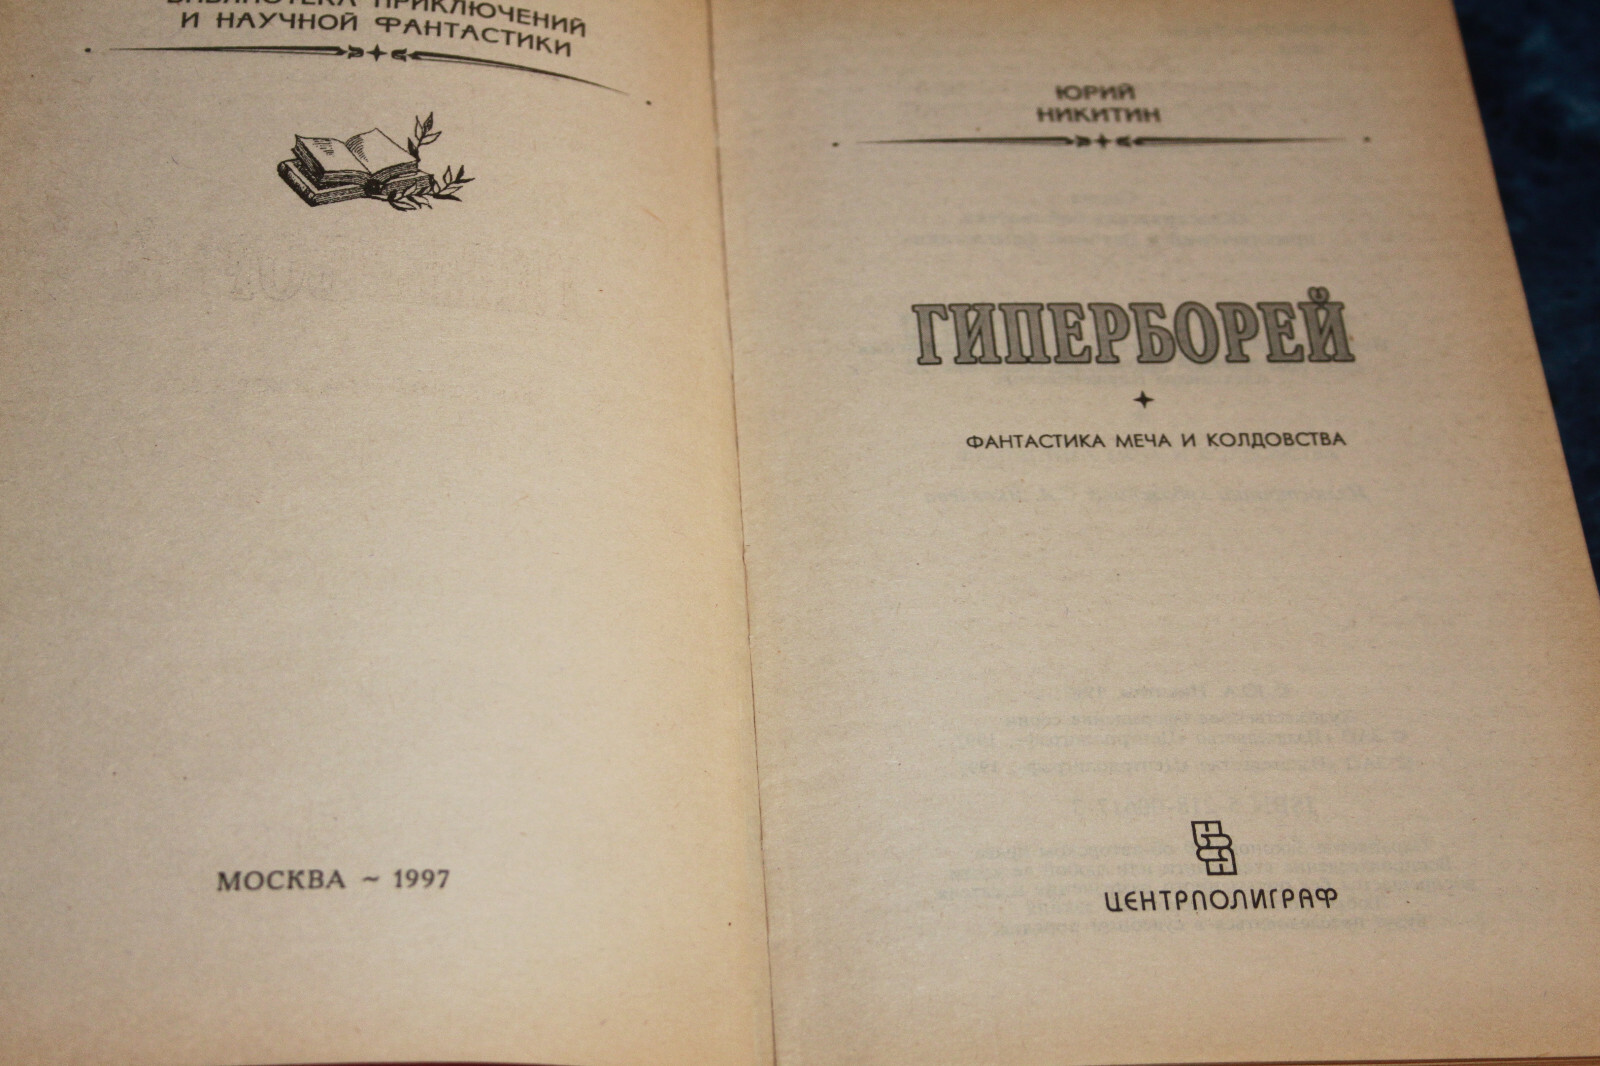 БИБЛИОТЕКА ПРИКЛЮЧЕНИЙ
И НАУЧНОЙ ФАНТАСТИКИ
МОСКВА ~ 1997
ЮРИЙ
НИКИТИН
ГИПЕРБОРЕЙ
ФАНТАСТИКА МЕЧА И КОЛДОВСТВА
ЦЕНТРПОЛИГРАФ